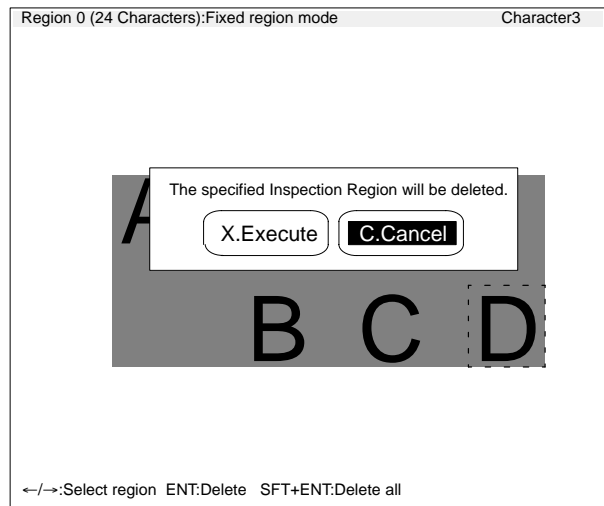 Region 0 (24 Characters):Fixed region mode Character3
A
The specified Inspection Region will be deleted.
X.Execute C.Cancel
B C D
←/→:Select region ENT:Delete SFT+ENT:Delete all